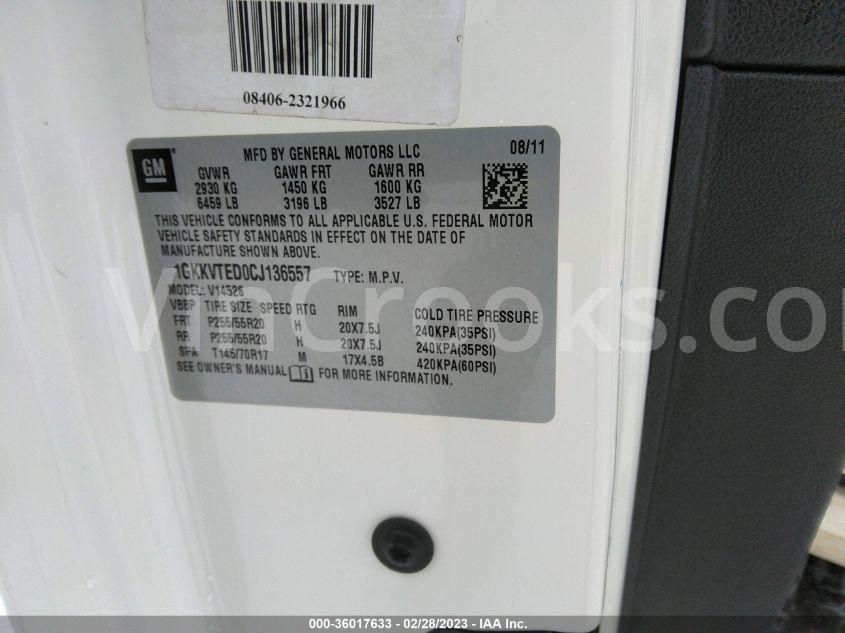 08406-2321966
GM
MFD BY GENERAL MOTORS LLC 08/11
GVWR GAWR FRT GAWR RR
2930 KG 1450 KG 1600 KG
6459 LB 3196 LB 3527 LB
THIS VEHICLE CONFORMS TO ALL APPLICABLE U.S. FEDERAL MOTOR
VEHICLE SAFETY STANDARDS IN EFFECT ON THE DATE OF
MANUFACTURE SHOWN ABOVE.
1GKKVTED0CJ136557 TYPE: M.P.V.
MODEL: V14526
VBBP TIRE SIZE SPEED RTG RIM COLD TIRE PRESSURE
FRT P255/55R20 H 20X7.5J 240KPA(35PSI)
RR P255/55R20 H 20X7.5J 240KPA(35PSI)
SPA T145/70R17 M 17X4.5B 420KPA(60PSI)
SEE OWNER'S MANUAL FOR MORE INFORMATION.
VinCrooks.com
000-36017633 - 02/28/2023 - IAA Inc.